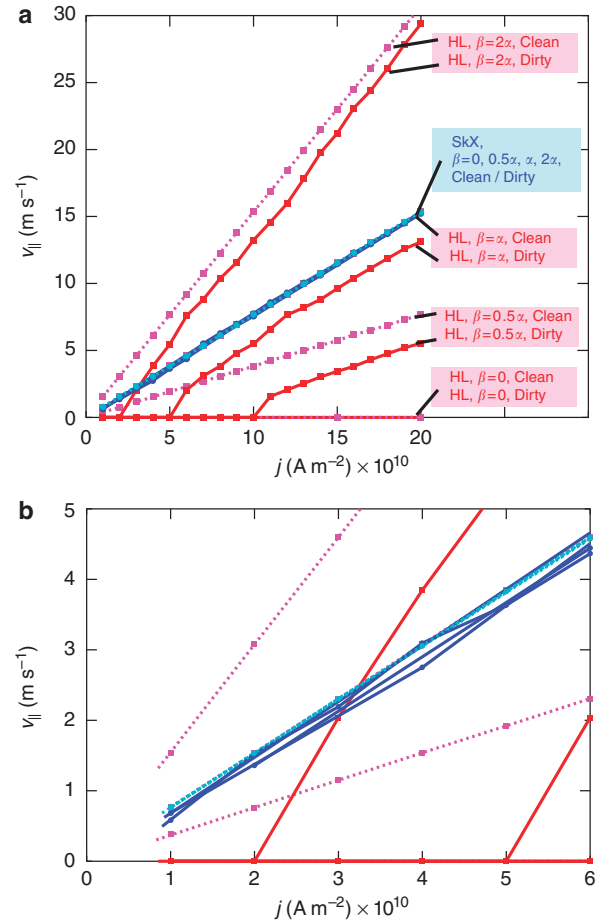 a
30
25
20
15
10
5
0
v∥ (m s⁻¹)
0
5
10
15
20
j (A m⁻²) × 10¹⁰
HL, β=2α, Clean
HL, β=2α, Dirty
SkX,
β=0, 0.5α, α, 2α,
Clean / Dirty
HL, β=α, Clean
HL, β=α, Dirty
HL, β=0.5α, Clean
HL, β=0.5α, Dirty
HL, β=0, Clean
HL, β=0, Dirty
b
5
4
3
2
1
0
v∥ (m s⁻¹)
0
1
2
3
4
5
6
j (A m⁻²) × 10¹⁰